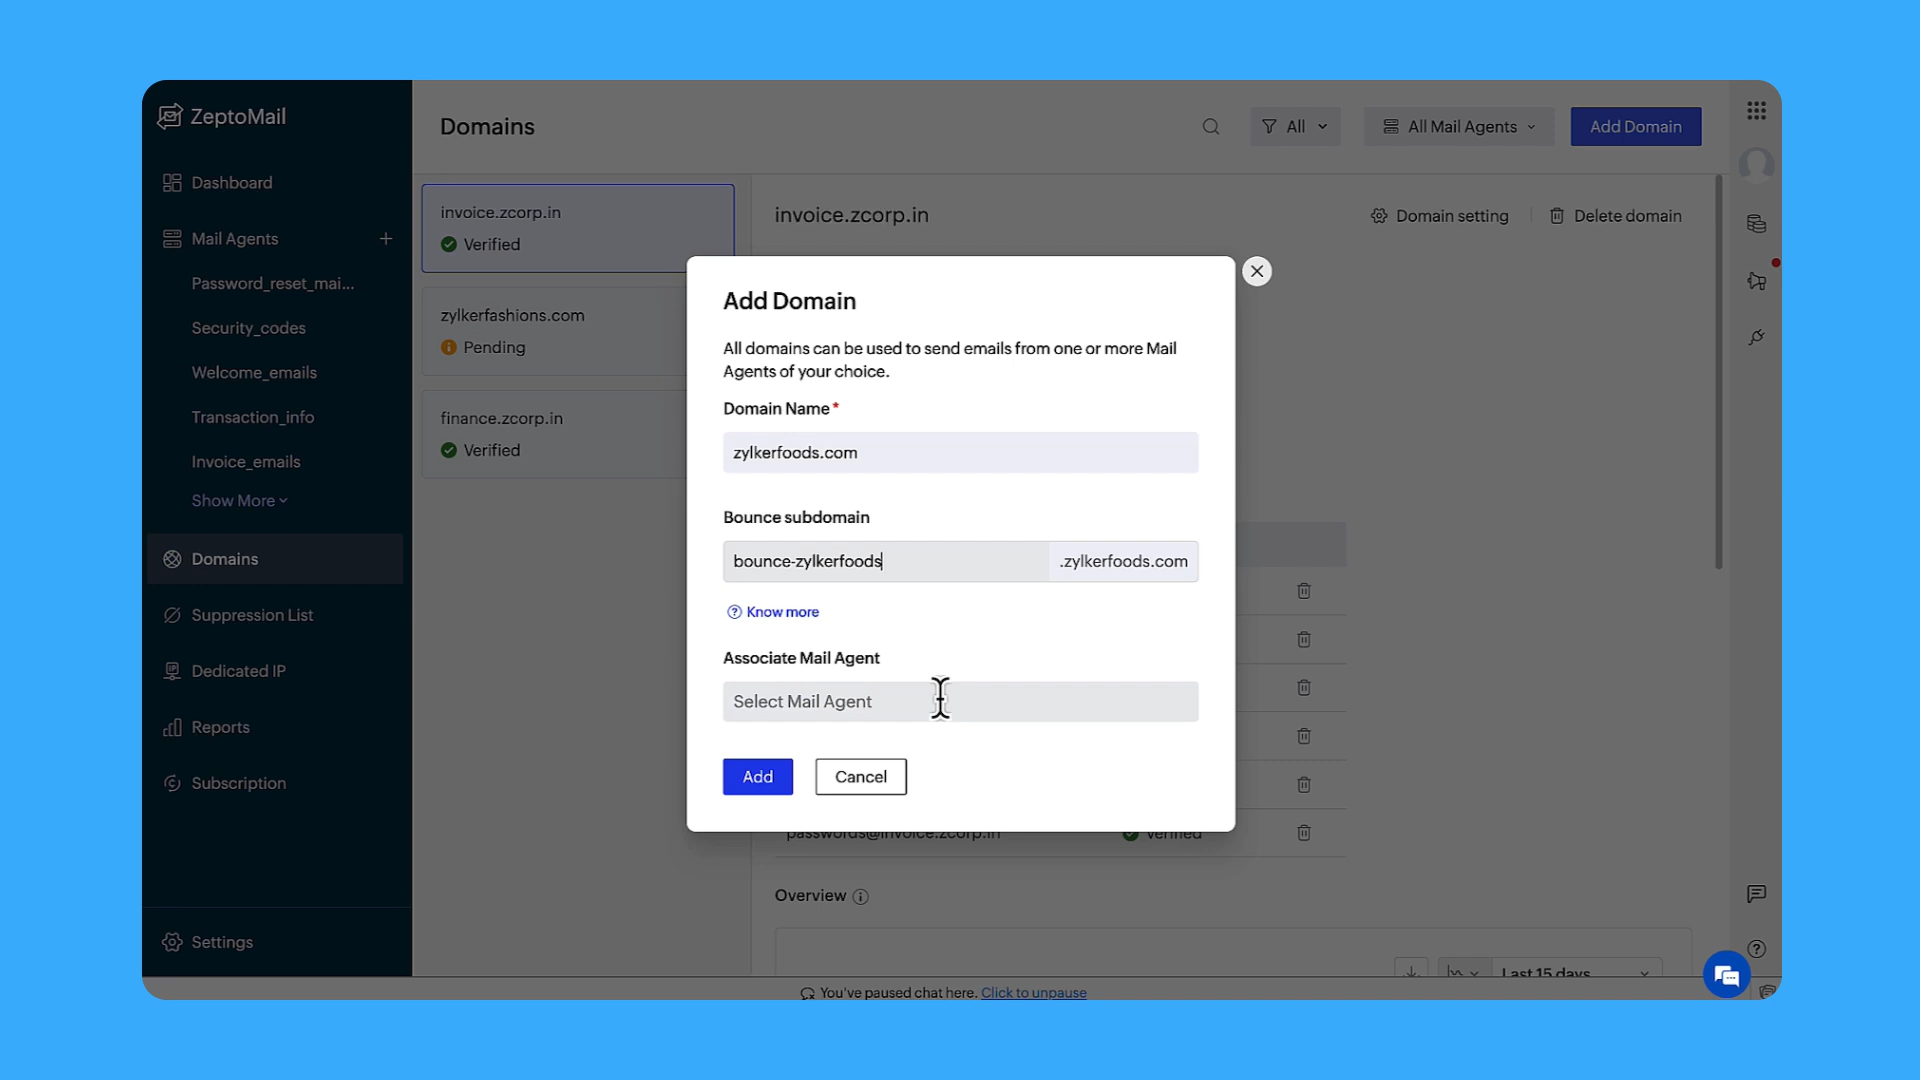 ZeptoMail
Dashboard
Mail Agents
Password_reset_mai...
Security_codes
Welcome_emails
Transaction_info
Invoice_emails
Show More
Domains
Suppression List
Dedicated IP
Reports
Subscription
Settings
Domains
All
All Mail Agents
Add Domain
invoice.zcorp.in
Verified
zylkerfashions.com
Pending
finance.zcorp.in
Verified
invoice.zcorp.in
Domain setting
Delete domain
Add Domain
All domains can be used to send emails from one or more Mail
Agents of your choice.
Domain Name*
zylkerfoods.com
Bounce subdomain
bounce-zylkerfoods
.zylkerfoods.com
Know more
Associate Mail Agent
Select Mail Agent
Add
Cancel
passwords@invoice.zcorp.in
Verified
Overview
Last 15 days
You've paused chat here. Click to unpause